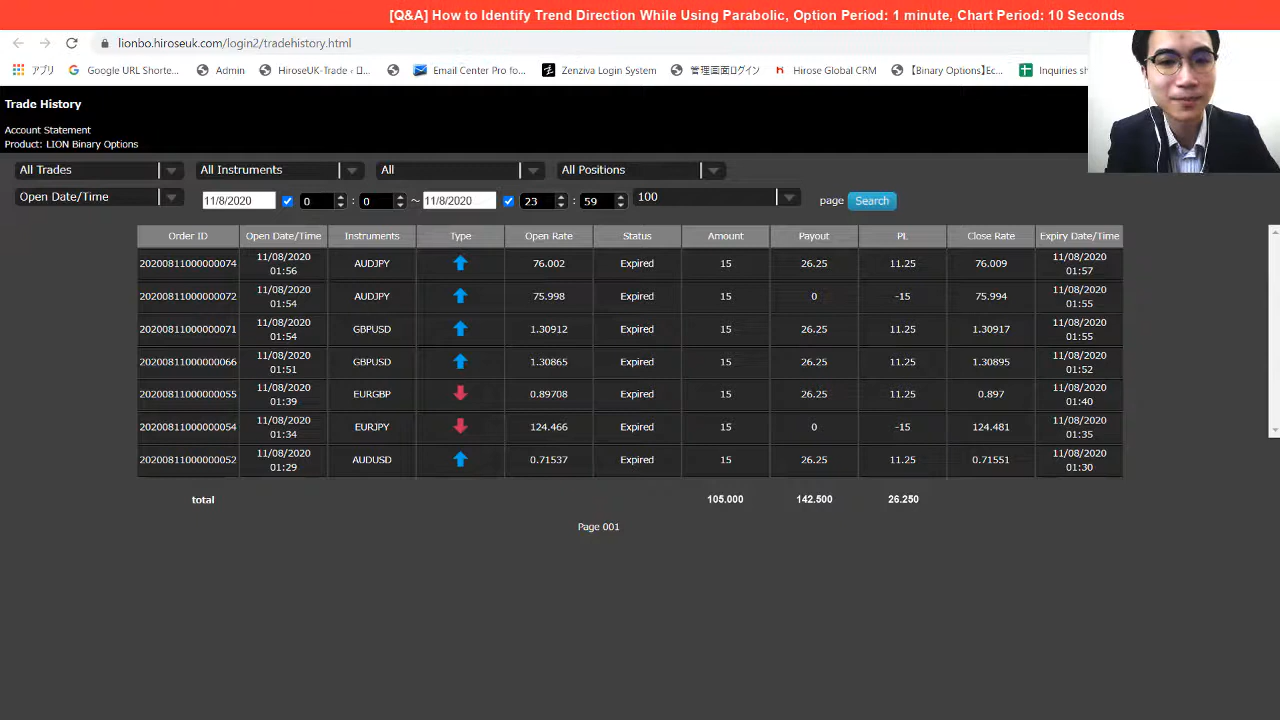 [Q&A] How to Identify Trend Direction While Using Parabolic, Option Period: 1 minute, Chart Period: 10 Seconds
lionbo.hiroseuk.com/login2/tradehistory.html
アプリ Google URL Shorte... Admin HiroseUK-Trade ‹ ロ... Email Center Pro fo... Zenziva Login System 管理画面ログイン Hirose Global CRM 【Binary Options】Ec... Inquiries sh
Trade History
Account Statement
Product: LION Binary Options
All Trades All Instruments All All Positions
Open Date/Time 11/8/2020 0 : 0 ~ 11/8/2020 23 : 59 100 page Search
Order ID Open Date/Time Instruments Type Open Rate Status Amount Payout PL Close Rate Expiry Date/Time
20200811000000074 11/08/2020 01:56 AUDJPY 76.002 Expired 15 26.25 11.25 76.009 11/08/2020 01:57
20200811000000072 11/08/2020 01:54 AUDJPY 75.998 Expired 15 0 -15 75.994 11/08/2020 01:55
20200811000000071 11/08/2020 01:54 GBPUSD 1.30912 Expired 15 26.25 11.25 1.30917 11/08/2020 01:55
20200811000000066 11/08/2020 01:51 GBPUSD 1.30865 Expired 15 26.25 11.25 1.30895 11/08/2020 01:52
20200811000000055 11/08/2020 01:39 EURGBP 0.89708 Expired 15 26.25 11.25 0.897 11/08/2020 01:40
20200811000000054 11/08/2020 01:34 EURJPY 124.466 Expired 15 0 -15 124.481 11/08/2020 01:35
20200811000000052 11/08/2020 01:29 AUDUSD 0.71537 Expired 15 26.25 11.25 0.71551 11/08/2020 01:30
total 105.000 142.500 26.250
Page 001